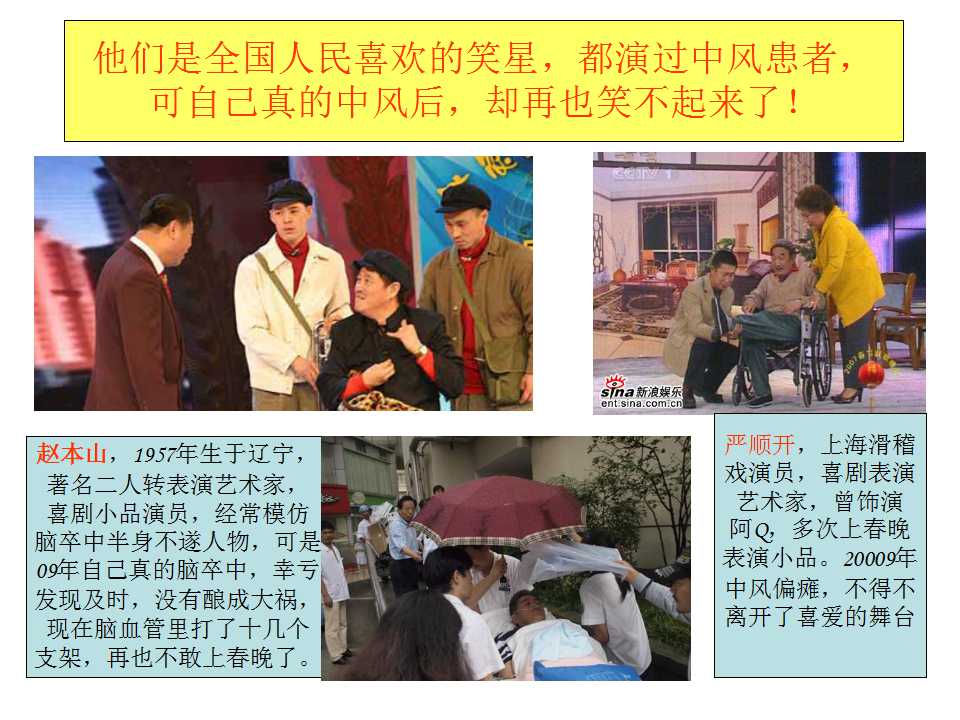 他们是全国人民喜欢的笑星，都演过中风患者，
可自己真的中风后，却再也笑不起来了！
CCTV 1
sina 新浪娱乐
ent.sina.com.cn
赵本山，1957年生于辽宁，
著名二人转表演艺术家，
喜剧小品演员，经常模仿
脑卒中半身不遂人物，可是
09年自己真的脑卒中，幸亏
发现及时，没有酿成大祸，
现在脑血管里打了十几个
支架，再也不敢上春晚了。
严顺开，上海滑稽
戏演员，喜剧表演
艺术家，曾饰演
阿Q，多次上春晚
表演小品。20009年
中风偏瘫，不得不
离开了喜爱的舞台